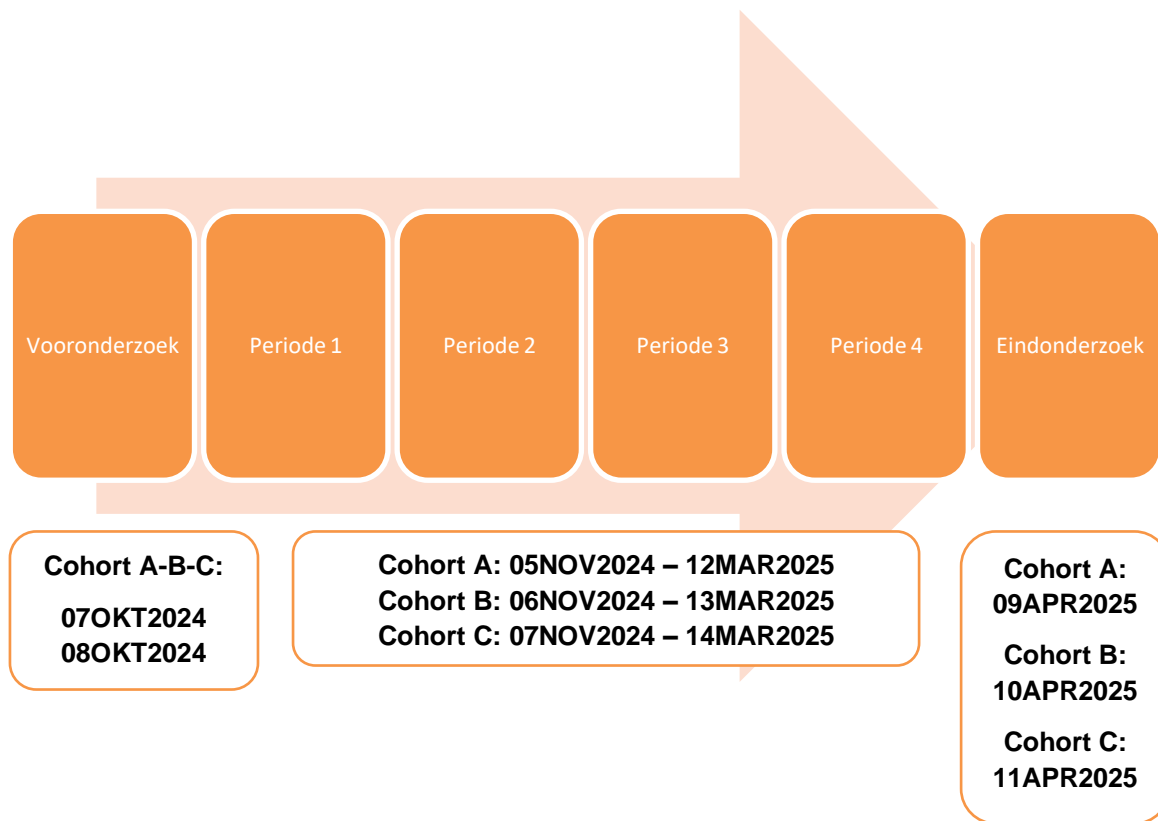 Vooronderzoek
Periode 1
Periode 2
Periode 3
Periode 4
Eindonderzoek
Cohort A-B-C:
07OKT2024
08OKT2024
Cohort A: 05NOV2024 – 12MAR2025
Cohort B: 06NOV2024 – 13MAR2025
Cohort C: 07NOV2024 – 14MAR2025
Cohort A:
09APR2025
Cohort B:
10APR2025
Cohort C:
11APR2025